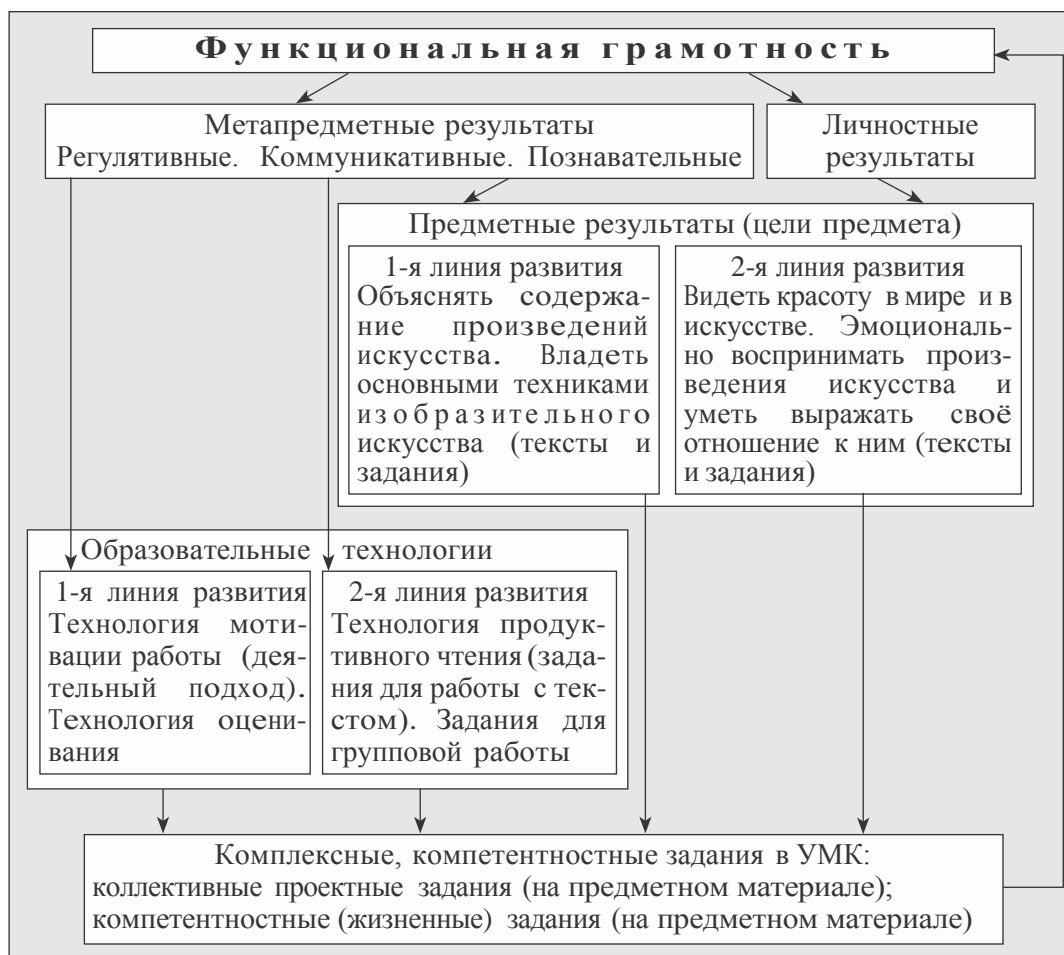 Функциональная грамотность
Метапредметные результаты
Регулятивные. Коммуникативные. Познавательные
Личностные
результаты
Предметные результаты (цели предмета)
1-я линия развития
Объяснять содержа-
ние произведений
искусства. Владеть
основными техниками
изобразительного
искусства (тексты и
задания)
2-я линия развития
Видеть красоту в мире и в
искусстве. Эмоциональ-
но воспринимать произ-
ведения искусства и
уметь выражать своё
отношение к ним (тексты
и задания)
Образовательные технологии
1-я линия развития
Технология моти-
вации работы (дея-
тельный подход).
Технология оцени-
вания
2-я линия развития
Технология продук-
тивного чтения (зада-
ния для работы с тек-
стом). Задания для
групповой работы
Комплексные, компетентностные задания в УМК:
коллективные проектные задания (на предметном материале);
компетентностные (жизненные) задания (на предметном материале)